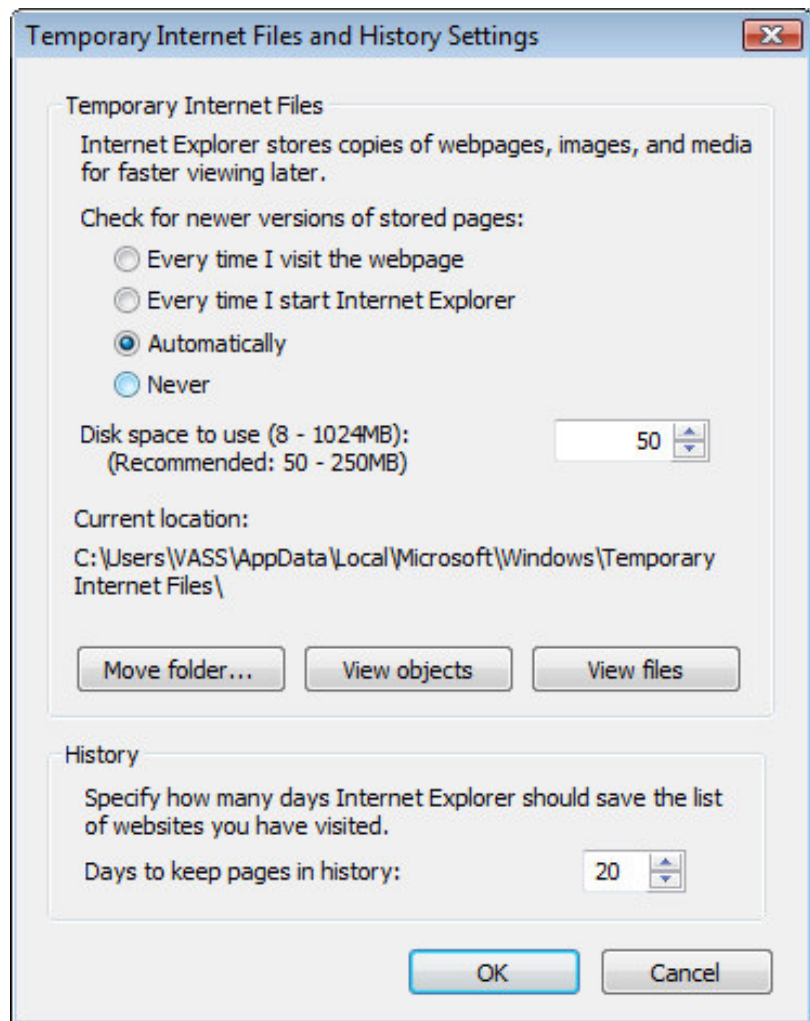 Temporary Internet Files and History Settings
Temporary Internet Files
Internet Explorer stores copies of webpages, images, and media
for faster viewing later.
Check for newer versions of stored pages:
Every time I visit the webpage
Every time I start Internet Explorer
Automatically
Never
Disk space to use (8 - 1024MB): 50
(Recommended: 50 - 250MB)
Current location:
C:\Users\VASS\AppData\Local\Microsoft\Windows\Temporary
Internet Files\
Move folder... View objects View files
History
Specify how many days Internet Explorer should save the list
of websites you have visited.
Days to keep pages in history: 20
OK Cancel